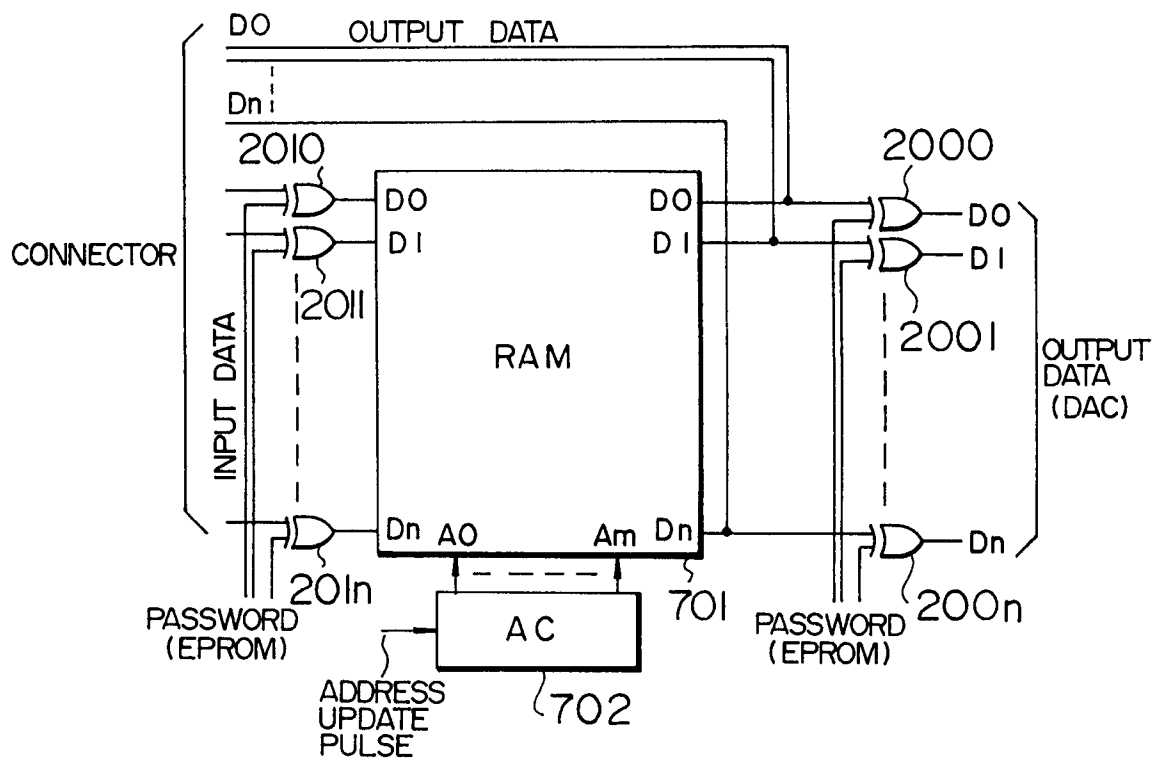 D0 OUTPUT DATA
Dn
2010
2000
D0
D0
D0
D1
D1
D1
CONNECTOR
2011
2001
INPUT DATA
RAM
OUTPUT
DATA
(DAC)
Dn
A0
Am
Dn
Dn
201n
701
200n
PASSWORD
(EPROM)
AC
PASSWORD
(EPROM)
702
ADDRESS
UPDATE
PULSE